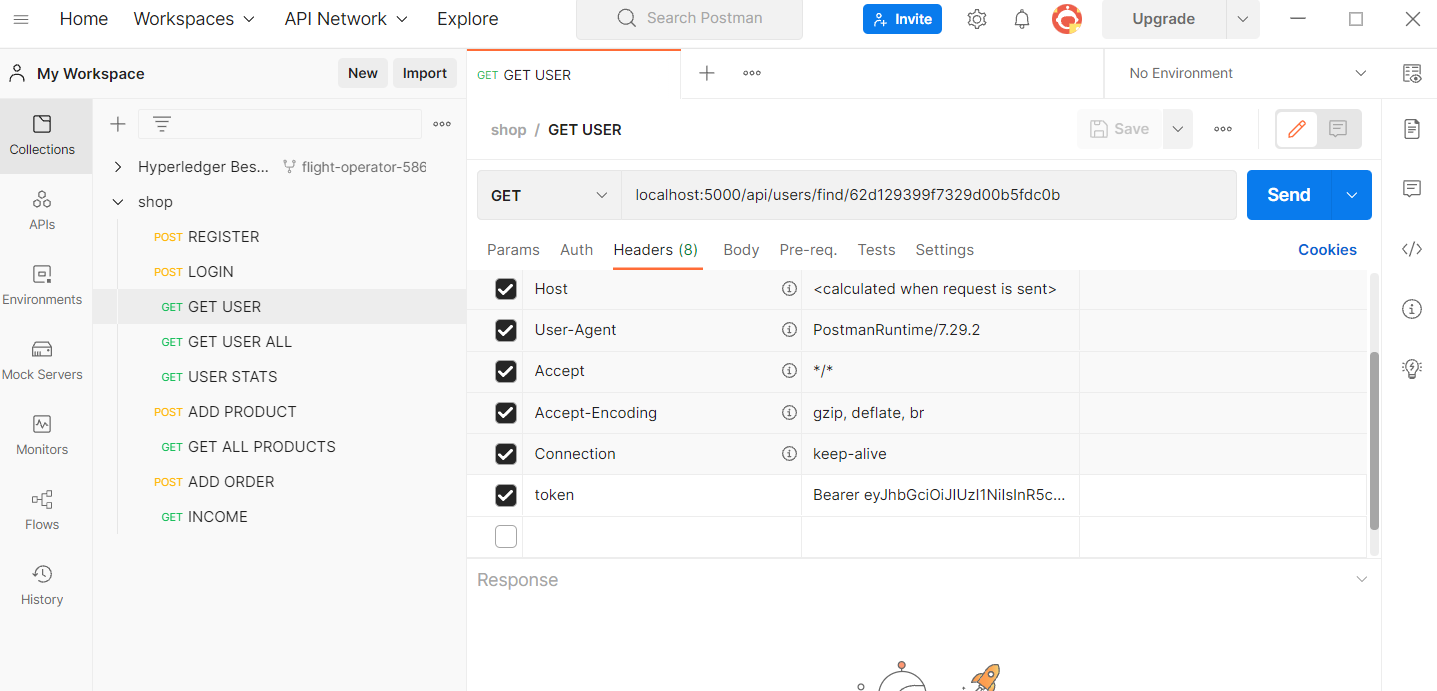 Home Workspaces API Network Explore Search Postman Invite Upgrade
My Workspace New Import GET GET USER No Environment
Collections
APIs
Environments
Mock Servers
Monitors
Flows
History
Hyperledger Bes... flight-operator-586
shop
POST REGISTER
POST LOGIN
GET GET USER
GET GET USER ALL
GET USER STATS
POST ADD PRODUCT
GET GET ALL PRODUCTS
POST ADD ORDER
GET INCOME
shop / GET USER Save
GET localhost:5000/api/users/find/62d129399f7329d00b5fdc0b Send
Params Auth Headers (8) Body Pre-req. Tests Settings Cookies
Host <calculated when request is sent>
User-Agent PostmanRuntime/7.29.2
Accept */*
Accept-Encoding gzip, deflate, br
Connection keep-alive
token Bearer eyJhbGciOiJIUzI1NiIsInR5c...
Response